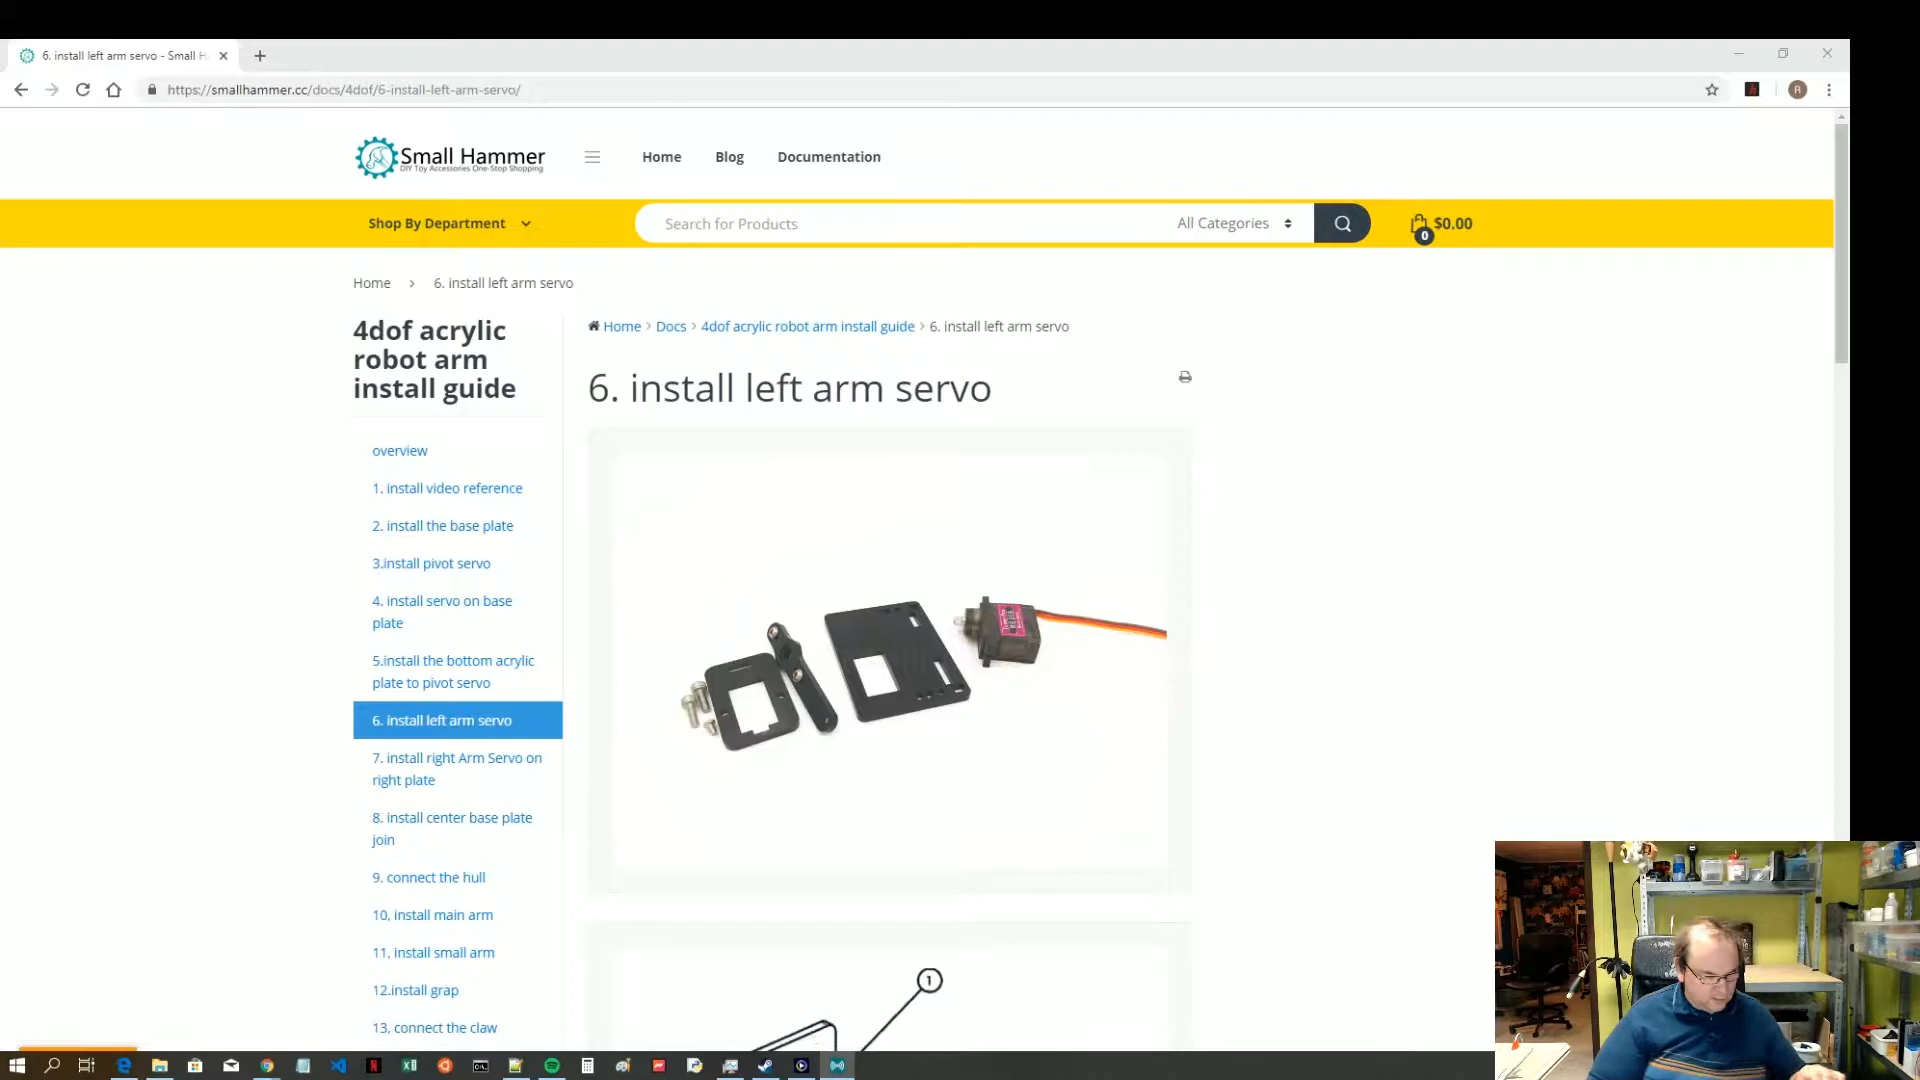 6. install left arm servo - Small H
https://smallhammer.cc/docs/4dof/6-install-left-arm-servo/
R
Small Hammer
DIY Toy Accessories One-Stop Shopping
Home
Blog
Documentation
Shop By Department
Search for Products
All Categories
0
$0.00
Home > 6. install left arm servo
4dof acrylic
robot arm
install guide
Home > Docs > 4dof acrylic robot arm install guide > 6. install left arm servo
6. install left arm servo
overview
1. install video reference
2. install the base plate
3.install pivot servo
4. install servo on base
plate
5.install the bottom acrylic
plate to pivot servo
6. install left arm servo
7. install right Arm Servo on
right plate
8. install center base plate
join
9. connect the hull
10, install main arm
11, install small arm
12.install grap
13, connect the claw
1